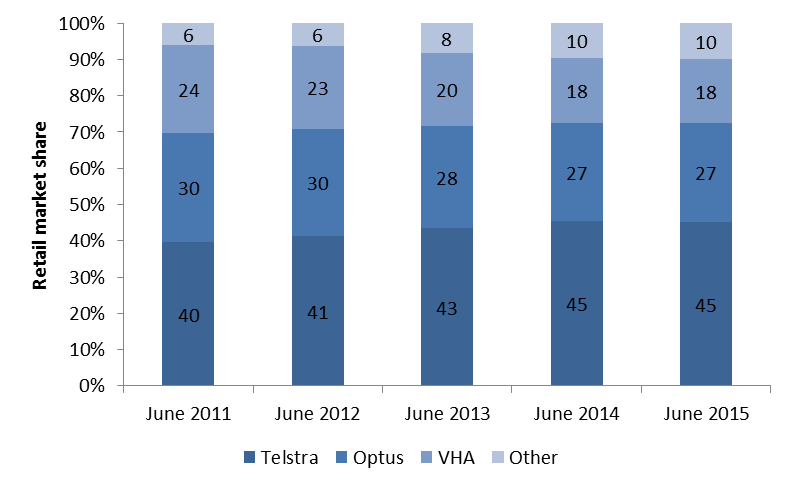 Retail market share
100%
90%
80%
70%
60%
50%
40%
30%
20%
10%
0%
6 6 8 10 10
24 23 20 18 18
30 30 28 27 27
40 41 43 45 45
June 2011 June 2012 June 2013 June 2014 June 2015
Telstra Optus VHA Other